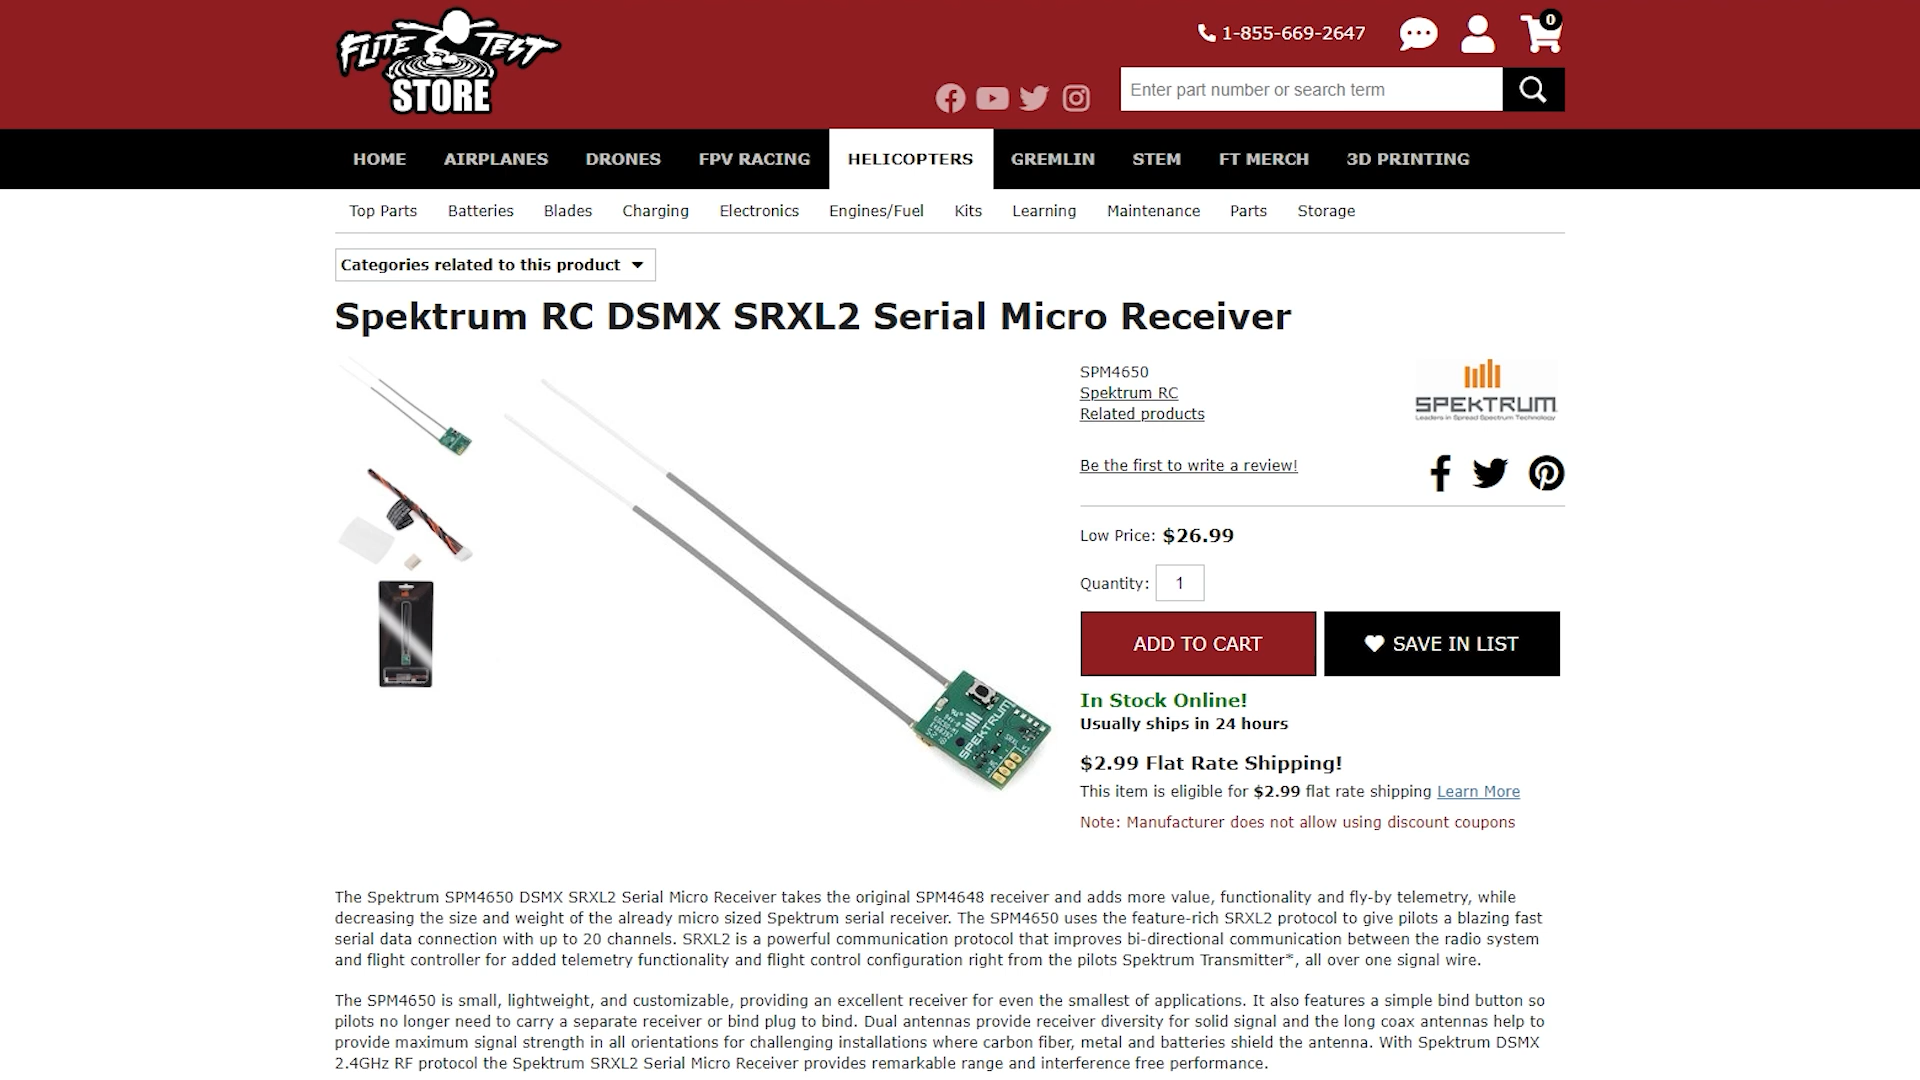 FLITE TEST
STORE
1-855-669-2647
0
Enter part number or search term
HOME AIRPLANES DRONES FPV RACING HELICOPTERS GREMLIN STEM FT MERCH 3D PRINTING
Top Parts Batteries Blades Charging Electronics Engines/Fuel Kits Learning Maintenance Parts Storage
Categories related to this product
Spektrum RC DSMX SRXL2 Serial Micro Receiver
SPM4650
Spektrum RC
Related products
SPEKTRUM
Leaders in Spread Spectrum Technology
Be the first to write a review!
Low Price: $26.99
Quantity: 1
ADD TO CART
SAVE IN LIST
SPEKTRUM
In Stock Online!
Usually ships in 24 hours
$2.99 Flat Rate Shipping!
This item is eligible for $2.99 flat rate shipping Learn More
Note: Manufacturer does not allow using discount coupons
The Spektrum SPM4650 DSMX SRXL2 Serial Micro Receiver takes the original SPM4648 receiver and adds more value, functionality and fly-by telemetry, while
decreasing the size and weight of the already micro sized Spektrum serial receiver. The SPM4650 uses the feature-rich SRXL2 protocol to give pilots a blazing fast
serial data connection with up to 20 channels. SRXL2 is a powerful communication protocol that improves bi-directional communication between the radio system
and flight controller for added telemetry functionality and flight control configuration right from the pilots Spektrum Transmitter*, all over one signal wire.
The SPM4650 is small, lightweight, and customizable, providing an excellent receiver for even the smallest of applications. It also features a simple bind button so
pilots no longer need to carry a separate receiver or bind plug to bind. Dual antennas provide receiver diversity for solid signal and the long coax antennas help to
provide maximum signal strength in all orientations for challenging installations where carbon fiber, metal and batteries shield the antenna. With Spektrum DSMX
2.4GHz RF protocol the Spektrum SRXL2 Serial Micro Receiver provides remarkable range and interference free performance.